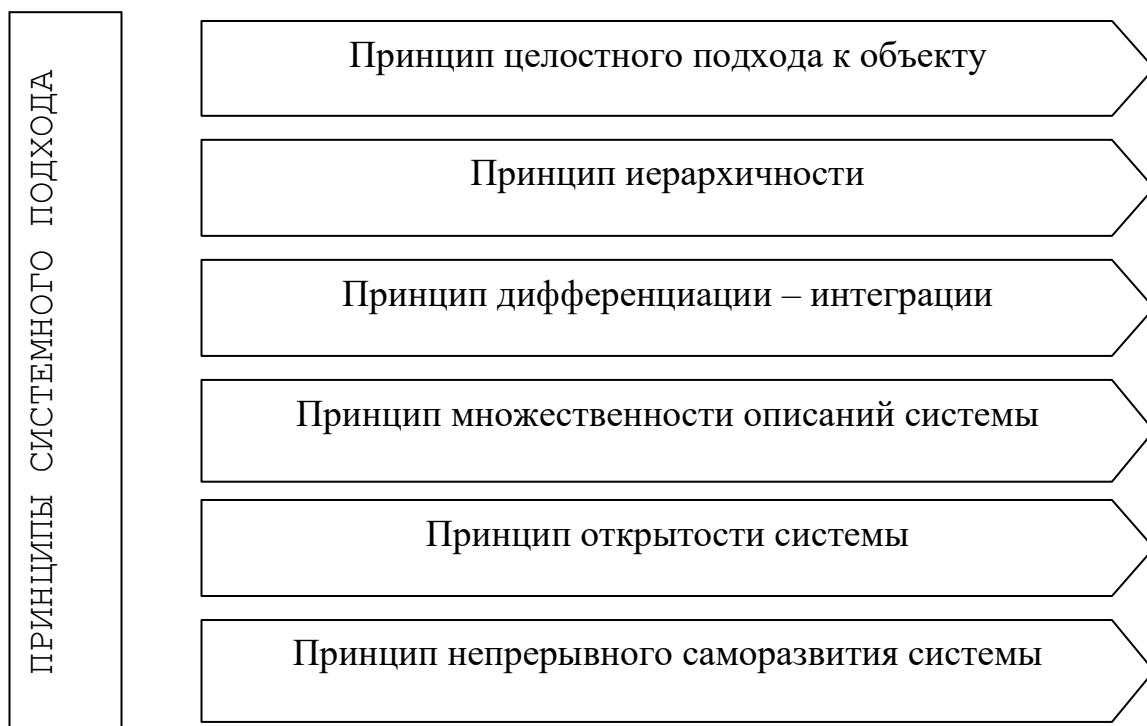 ПРИНЦИПЫ СИСТЕМНОГО ПОДХОДА
Принцип целостного подхода к объекту
Принцип иерархичности
Принцип дифференциации – интеграции
Принцип множественности описаний системы
Принцип открытости системы
Принцип непрерывного саморазвития системы